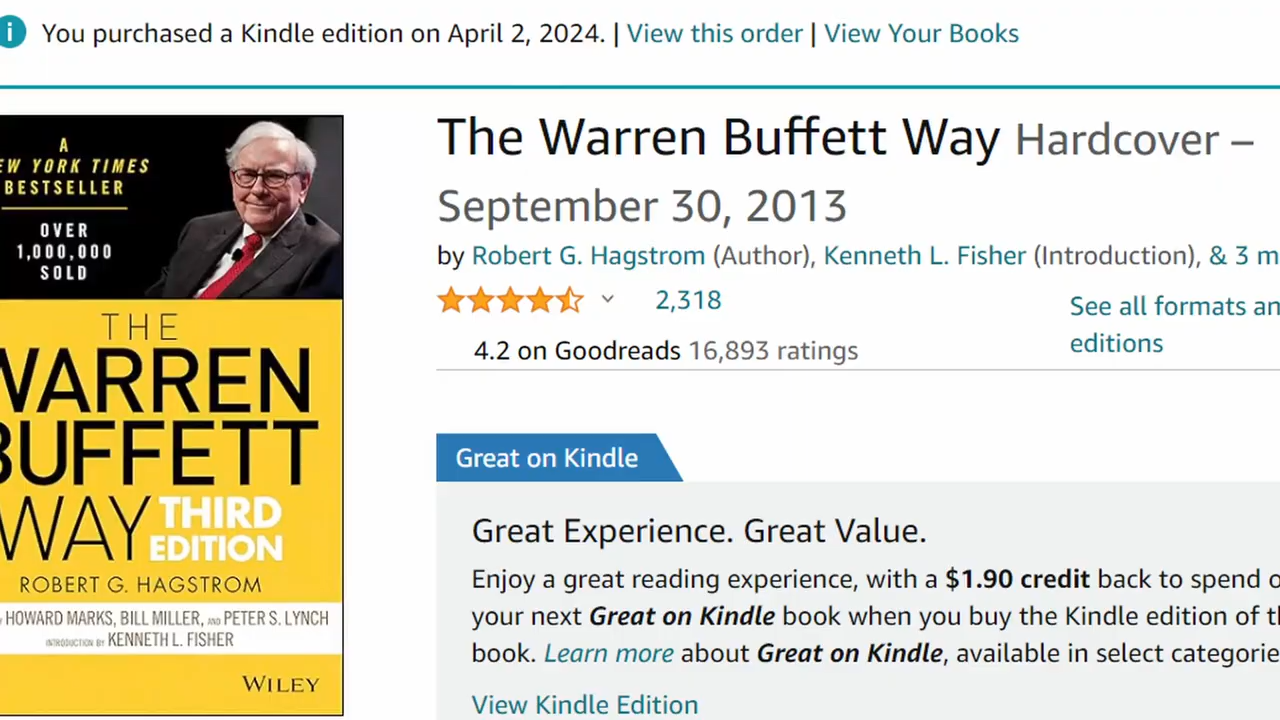 You purchased a Kindle edition on April 2, 2024. | View this order | View Your Books
A
NEW YORK TIMES
BESTSELLER
OVER
1,000,000
SOLD
THE
WARREN
BUFFETT
WAY THIRD
EDITION
ROBERT G. HAGSTROM
HOWARD MARKS, BILL MILLER, AND PETER S. LYNCH
INTRODUCTION BY KENNETH L. FISHER
WILEY
The Warren Buffett Way Hardcover –
September 30, 2013
by Robert G. Hagstrom (Author), Kenneth L. Fisher (Introduction), & 3 m
2,318
4.2 on Goodreads 16,893 ratings
See all formats an
editions
Great on Kindle
Great Experience. Great Value.
Enjoy a great reading experience, with a $1.90 credit back to spend o
your next Great on Kindle book when you buy the Kindle edition of th
book. Learn more about Great on Kindle, available in select categorie
View Kindle Edition